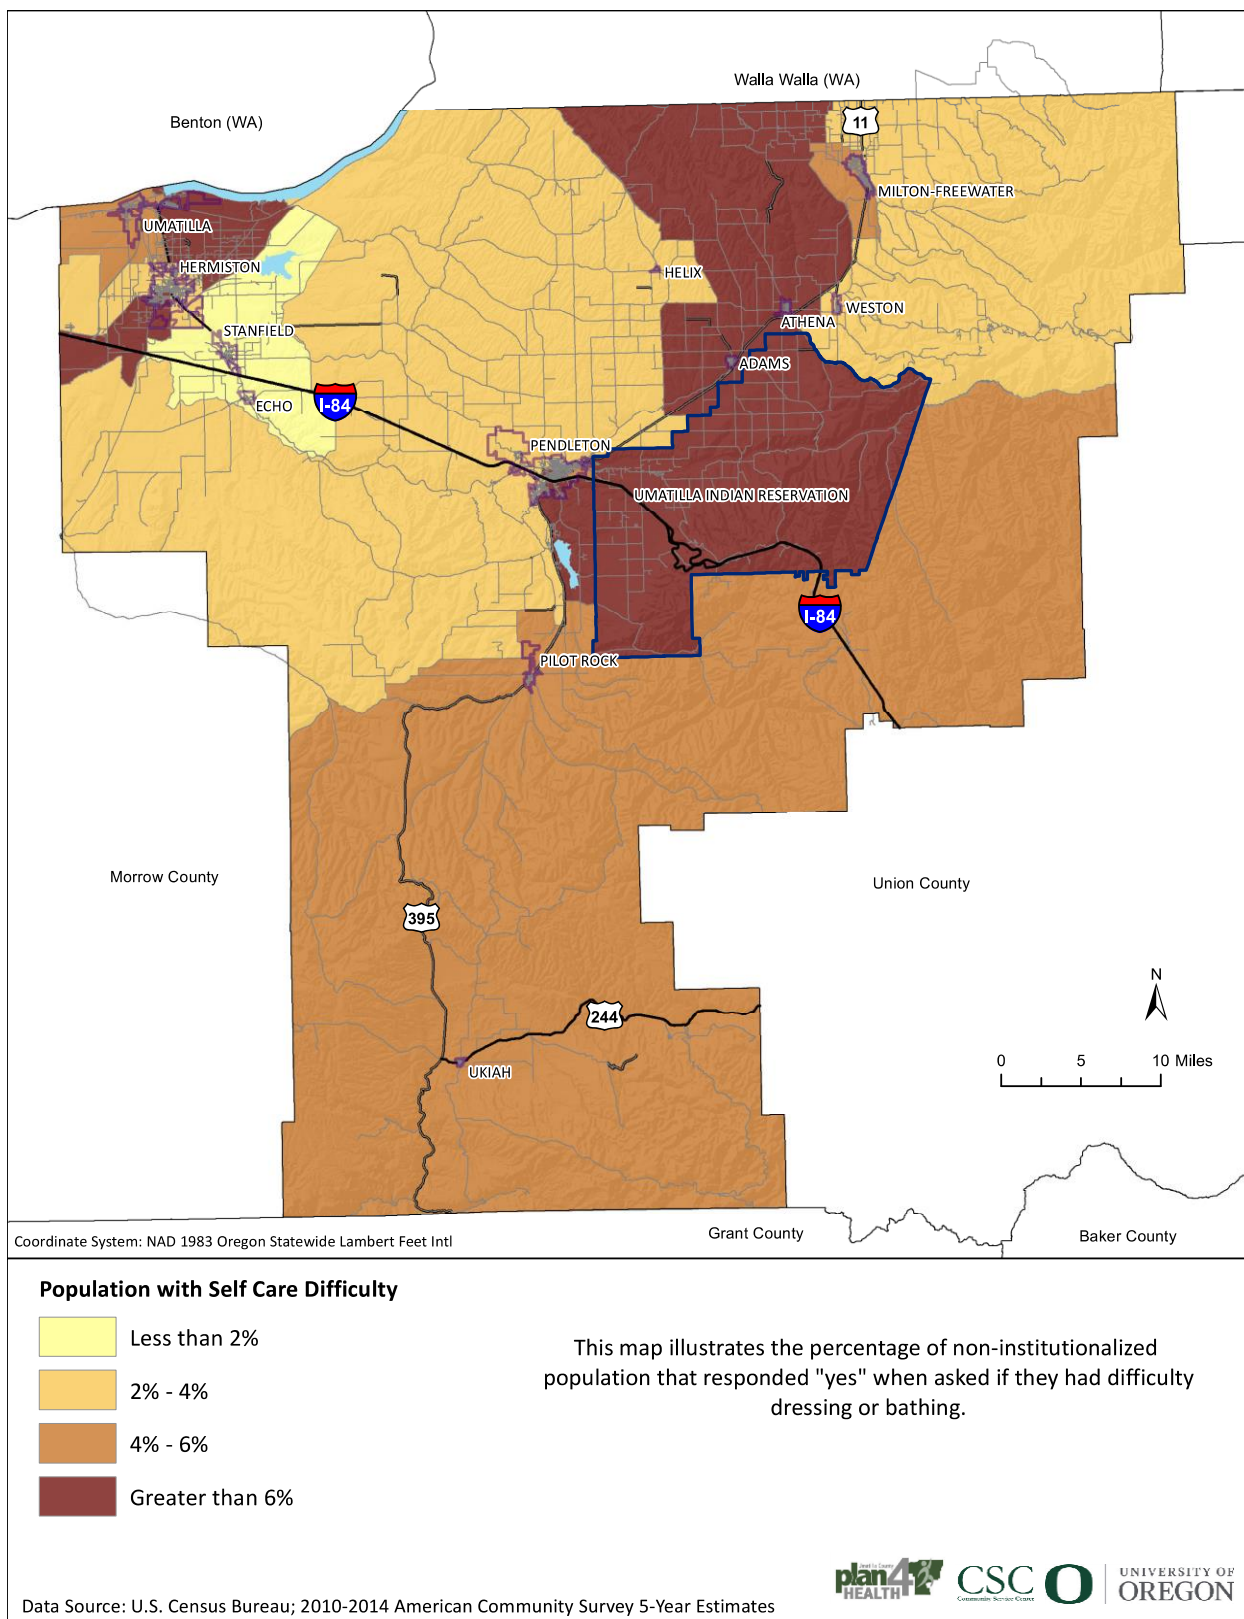 Walla Walla (WA)
Benton (WA)
11
MILTON-FREEWATER
UMATILLA
HERMISTON
HELIX
WESTON
ATHENA
STANFIELD
ADAMS
ECHO
I-84
PENDLETON
UMATILLA INDIAN RESERVATION
I-84
PILOT ROCK
Morrow County
Union County
395
N
244
0 5 10 Miles
UKIAH
Grant County
Baker County
Coordinate System: NAD 1983 Oregon Statewide Lambert Feet Intl
Population with Self Care Difficulty
Less than 2%
2% - 4%
4% - 6%
Greater than 6%
This map illustrates the percentage of non-institutionalized
population that responded "yes" when asked if they had difficulty
dressing or bathing.
plan4
HEALTH
CSC
Community Service Center
O
UNIVERSITY OF
OREGON
Data Source: U.S. Census Bureau; 2010-2014 American Community Survey 5-Year Estimates